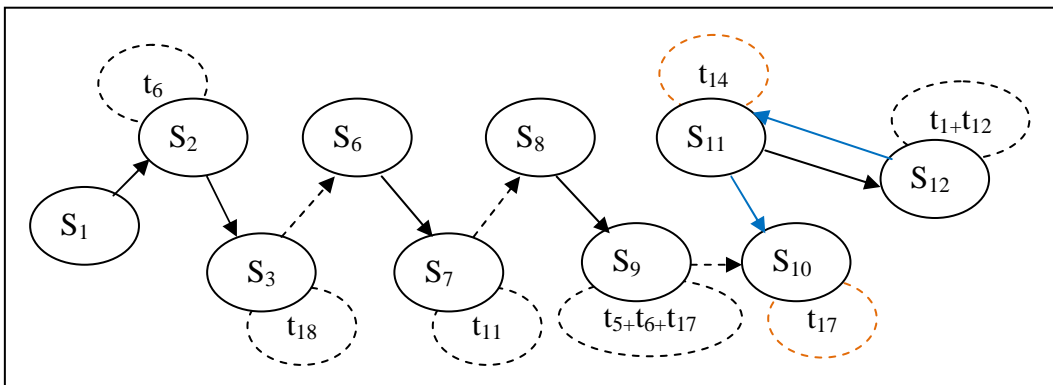 t₆
t₁₄
t₁₊t₁₂
S₂
S₆
S₈
S₁₁
S₁₂
S₁
S₃
S₇
S₉
S₁₀
t₁₈
t₁₁
t₅₊t₆₊t₁₇
t₁₇